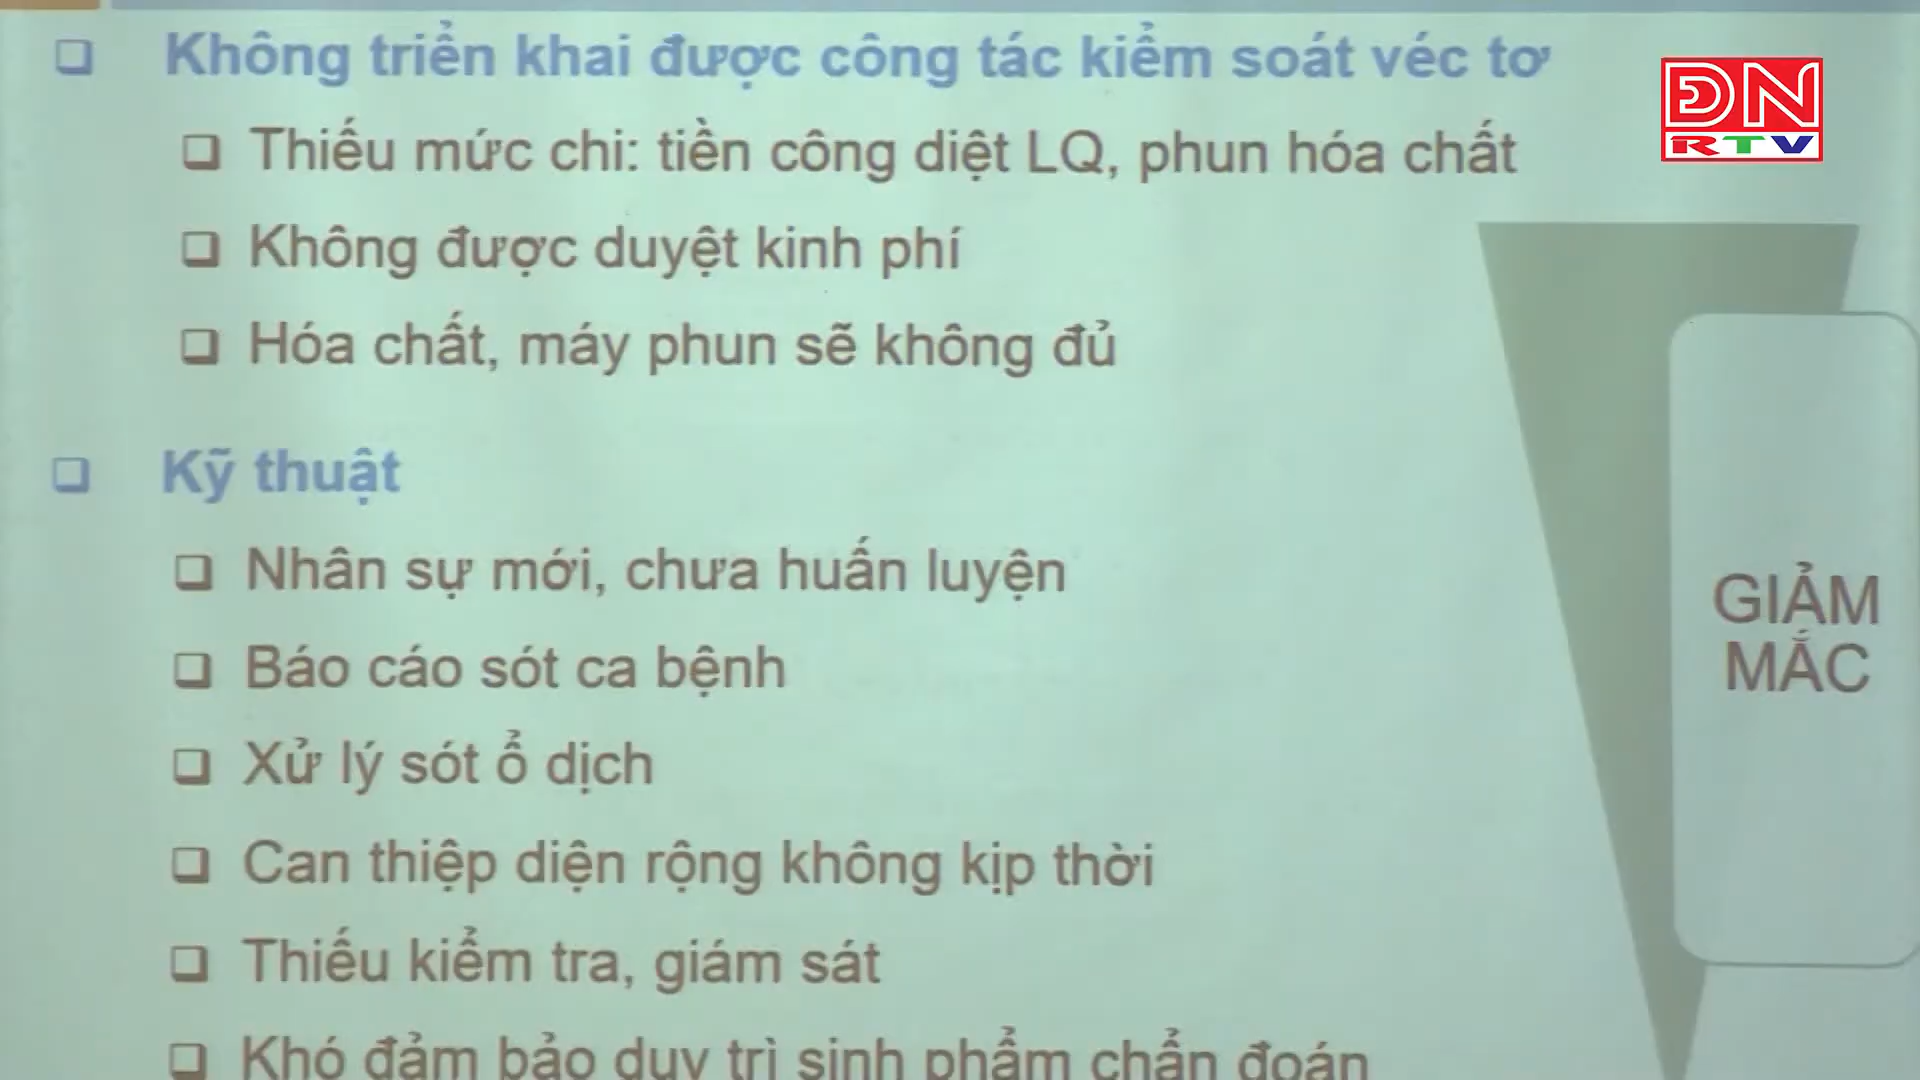 Không triển khai được công tác kiểm soát véc tơ
Thiếu mức chi: tiền công diệt LQ, phun hóa chất
Không được duyệt kinh phí
Hóa chất, máy phun sẽ không đủ
Kỹ thuật
Nhân sự mới, chưa huấn luyện
Báo cáo sót ca bệnh
Xử lý sót ổ dịch
Can thiệp diện rộng không kịp thời
Thiếu kiểm tra, giám sát
Khó đảm bảo duy trì sinh phẩm chẩn đoán
GIẢM
MẮC
ĐN
RTV